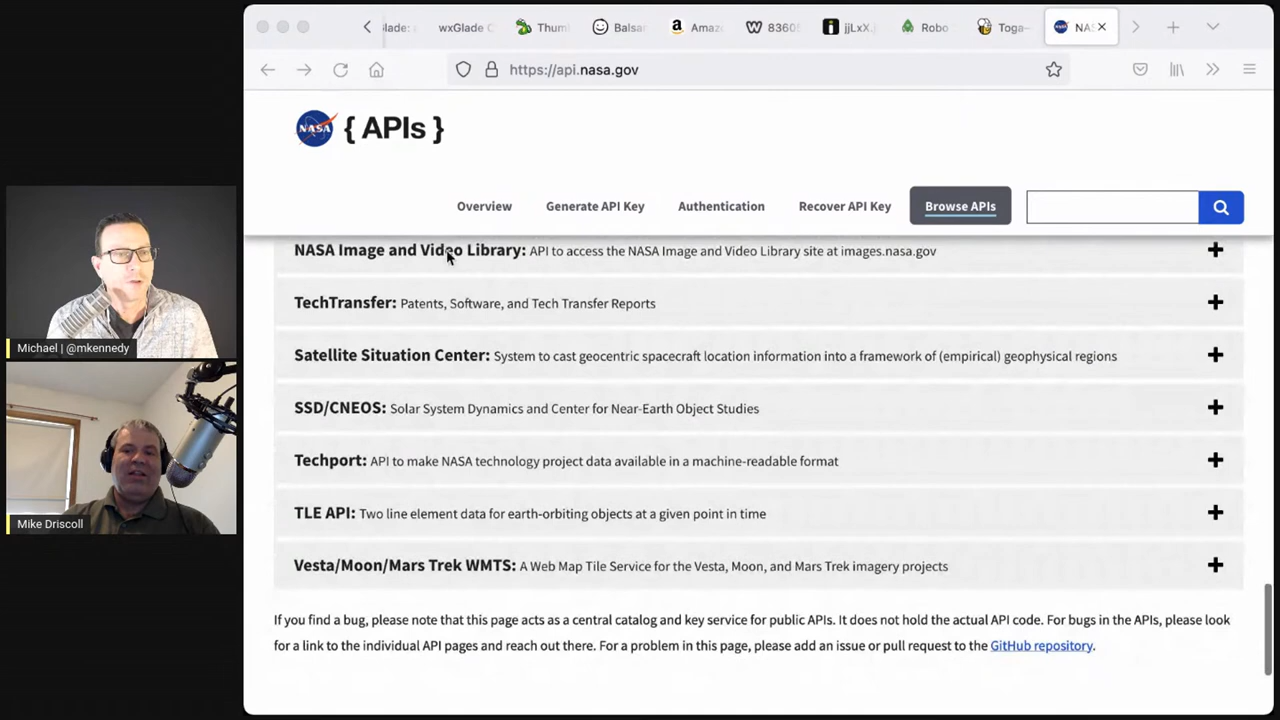 lade:
wxGlade C
Thum
Balsa
Amaz
83605
jjLxX.j
Robo
Toga—
NA
https://api.nasa.gov
NASA
{ APIs }
Overview
Generate API Key
Authentication
Recover API Key
Browse APIs
NASA Image and Video Library: API to access the NASA Image and Video Library site at images.nasa.gov
TechTransfer: Patents, Software, and Tech Transfer Reports
Satellite Situation Center: System to cast geocentric spacecraft location information into a framework of (empirical) geophysical regions
SSD/CNEOS: Solar System Dynamics and Center for Near-Earth Object Studies
Techport: API to make NASA technology project data available in a machine-readable format
TLE API: Two line element data for earth-orbiting objects at a given point in time
Vesta/Moon/Mars Trek WMTS: A Web Map Tile Service for the Vesta, Moon, and Mars Trek imagery projects
If you find a bug, please note that this page acts as a central catalog and key service for public APIs. It does not hold the actual API code. For bugs in the APIs, please look
for a link to the individual API pages and reach out there. For a problem in this page, please add an issue or pull request to the GitHub repository.
Michael | @mkennedy
Mike Driscoll